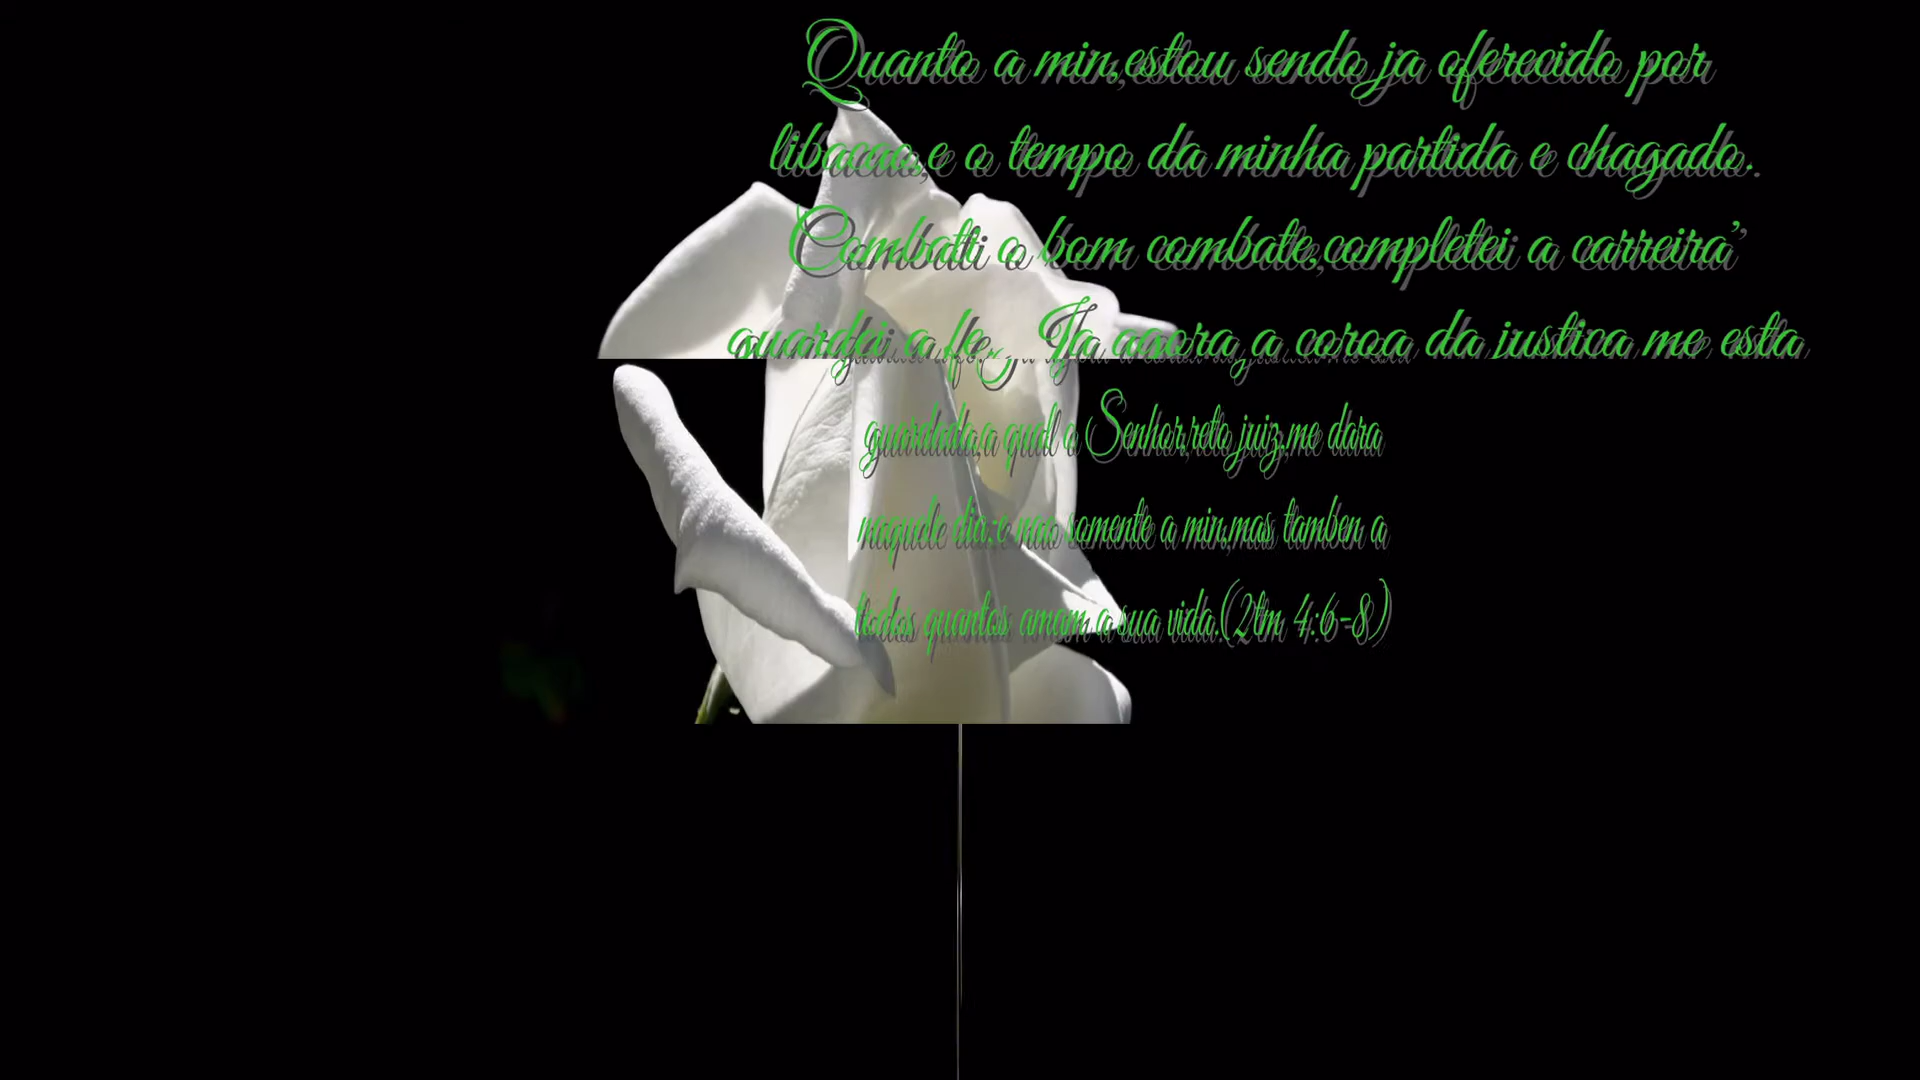 Quanto a min,estou sendo ja oferecido por
libacao,e o tempo da minha partida e chagado.
Combati o bom combate,completei a carreira'
guardei a fe. Ja agora a coroa da justica me esta
guardada,a qual o Senhor,reto juiz,me dara
naquele dia:e nao somente a min,mas tamben a
todos quantos amam a sua vida.(2tm 4:6-8)